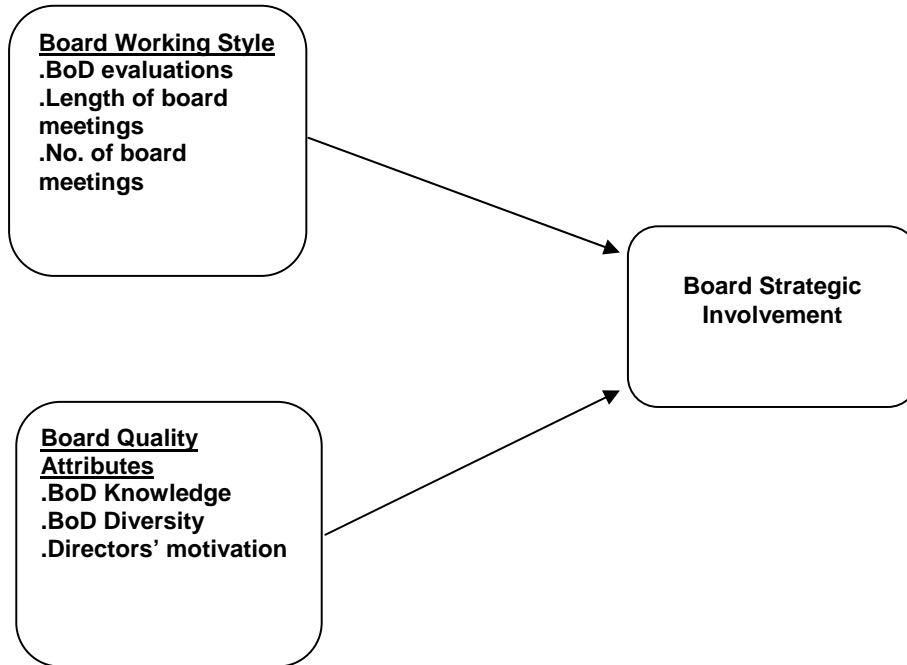 Board Working Style
.BoD evaluations
.Length of board
meetings
.No. of board
meetings
Board Strategic
Involvement
Board Quality
Attributes
.BoD Knowledge
.BoD Diversity
.Directors’ motivation